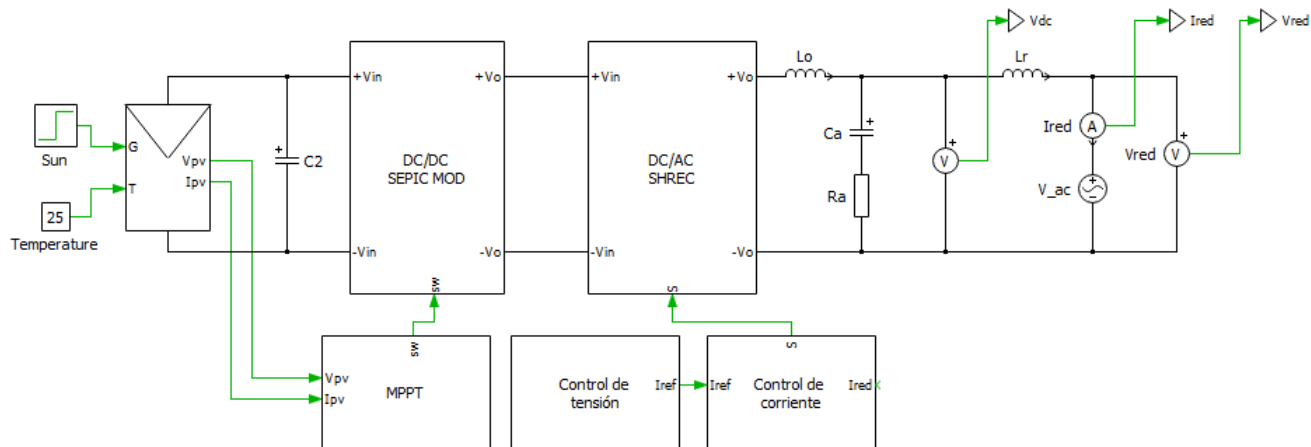 Vdc
Ired
Vred
+Vin
+Vo
+Vin
+Vo
Lo
Lr
Sun
G
Vpv
Ipv
T
25
Temperature
C2
DC/DC
SEPIC MOD
DC/AC
SHREC
Ca
Ra
V
Ired
A
Vred
V
V_ac
-Vin
-Vo
-Vin
-Vo
sw
S
sw
S
Vpv
Ipv
MPPT
Control de
tensión
Iref
Iref
Control de
corriente
Ired